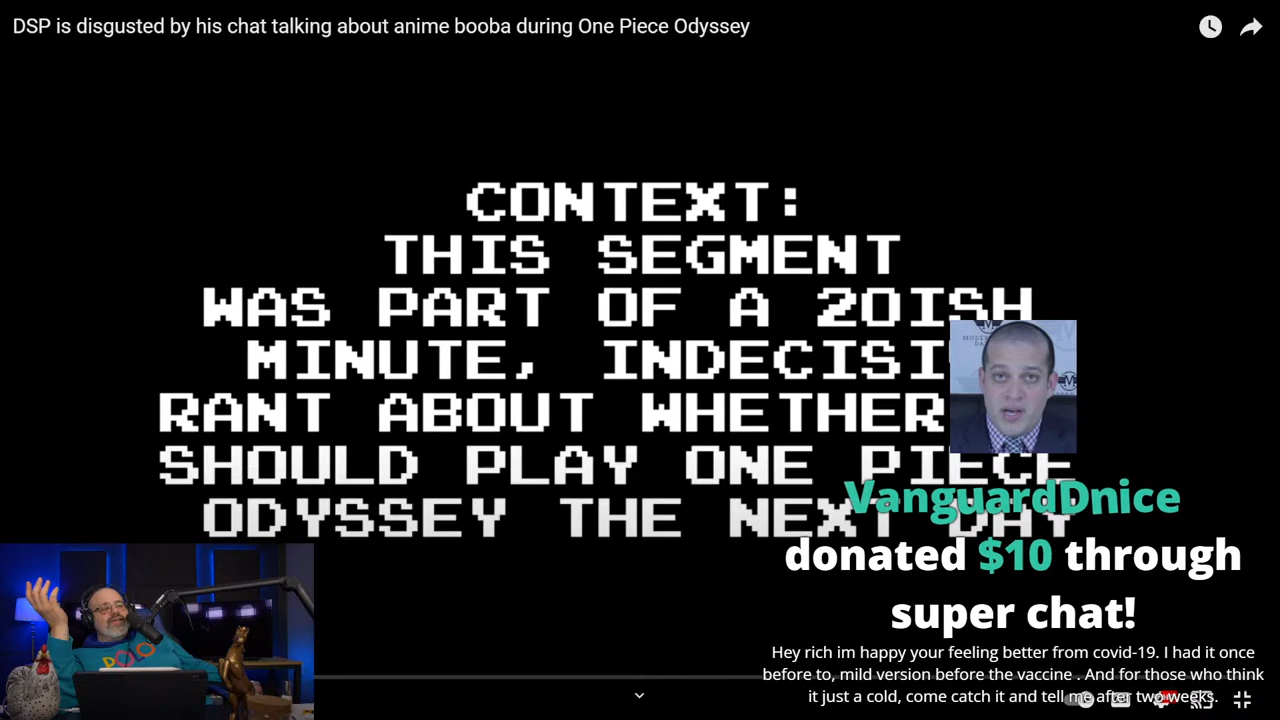 DSP is disgusted by his chat talking about anime booba during One Piece Odyssey
CONTEXT:
THIS SEGMENT
WAS PART OF A 20ISH
MINUTE, INDECISI
RANT ABOUT WHETHER
SHOULD PLAY ONE PIECE
ODYSSEY THE NEXT DAY
VanguardDnice
donated $10 through
super chat!
Hey rich im happy your feeling better from covid-19. I had it once
before to, mild version before the vaccine . And for those who think
it just a cold, come catch it and tell me after two weeks.